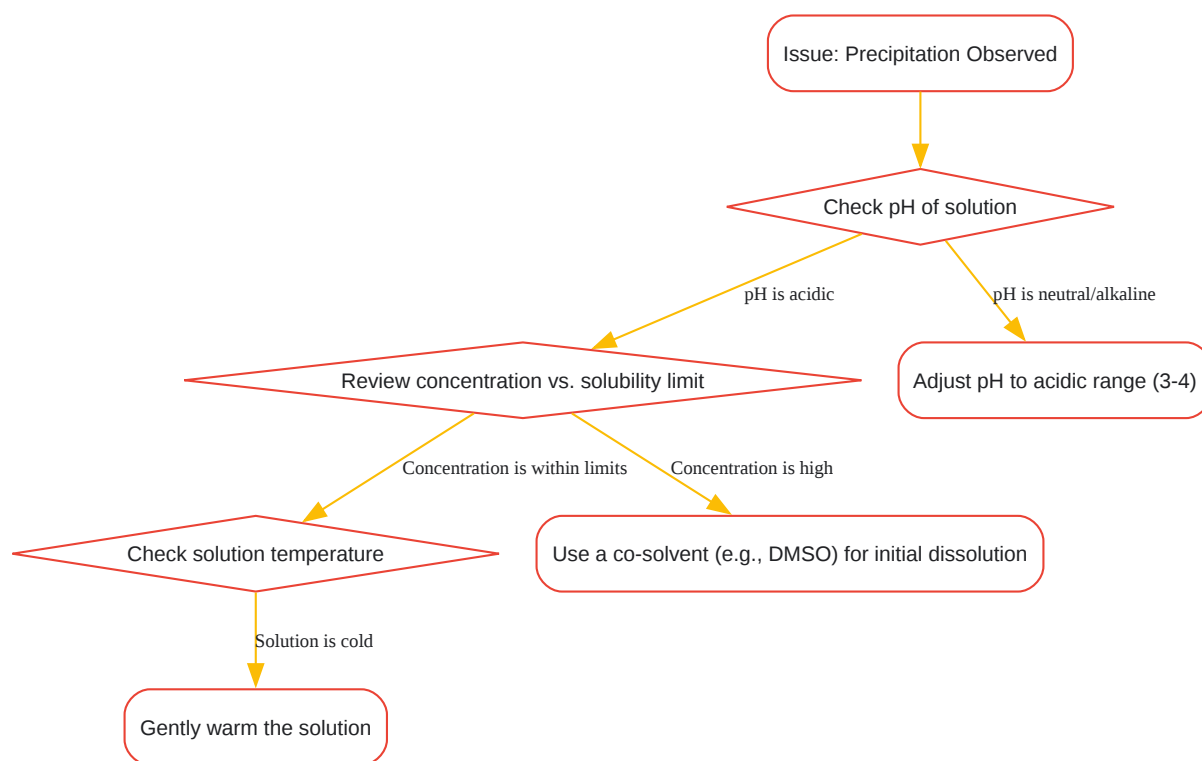 Issue: Precipitation Observed
Check pH of solution
pH is acidic
pH is neutral/alkaline
Review concentration vs. solubility limit
Adjust pH to acidic range (3-4)
Concentration is within limits
Concentration is high
Check solution temperature
Use a co-solvent (e.g., DMSO) for initial dissolution
Solution is cold
Gently warm the solution